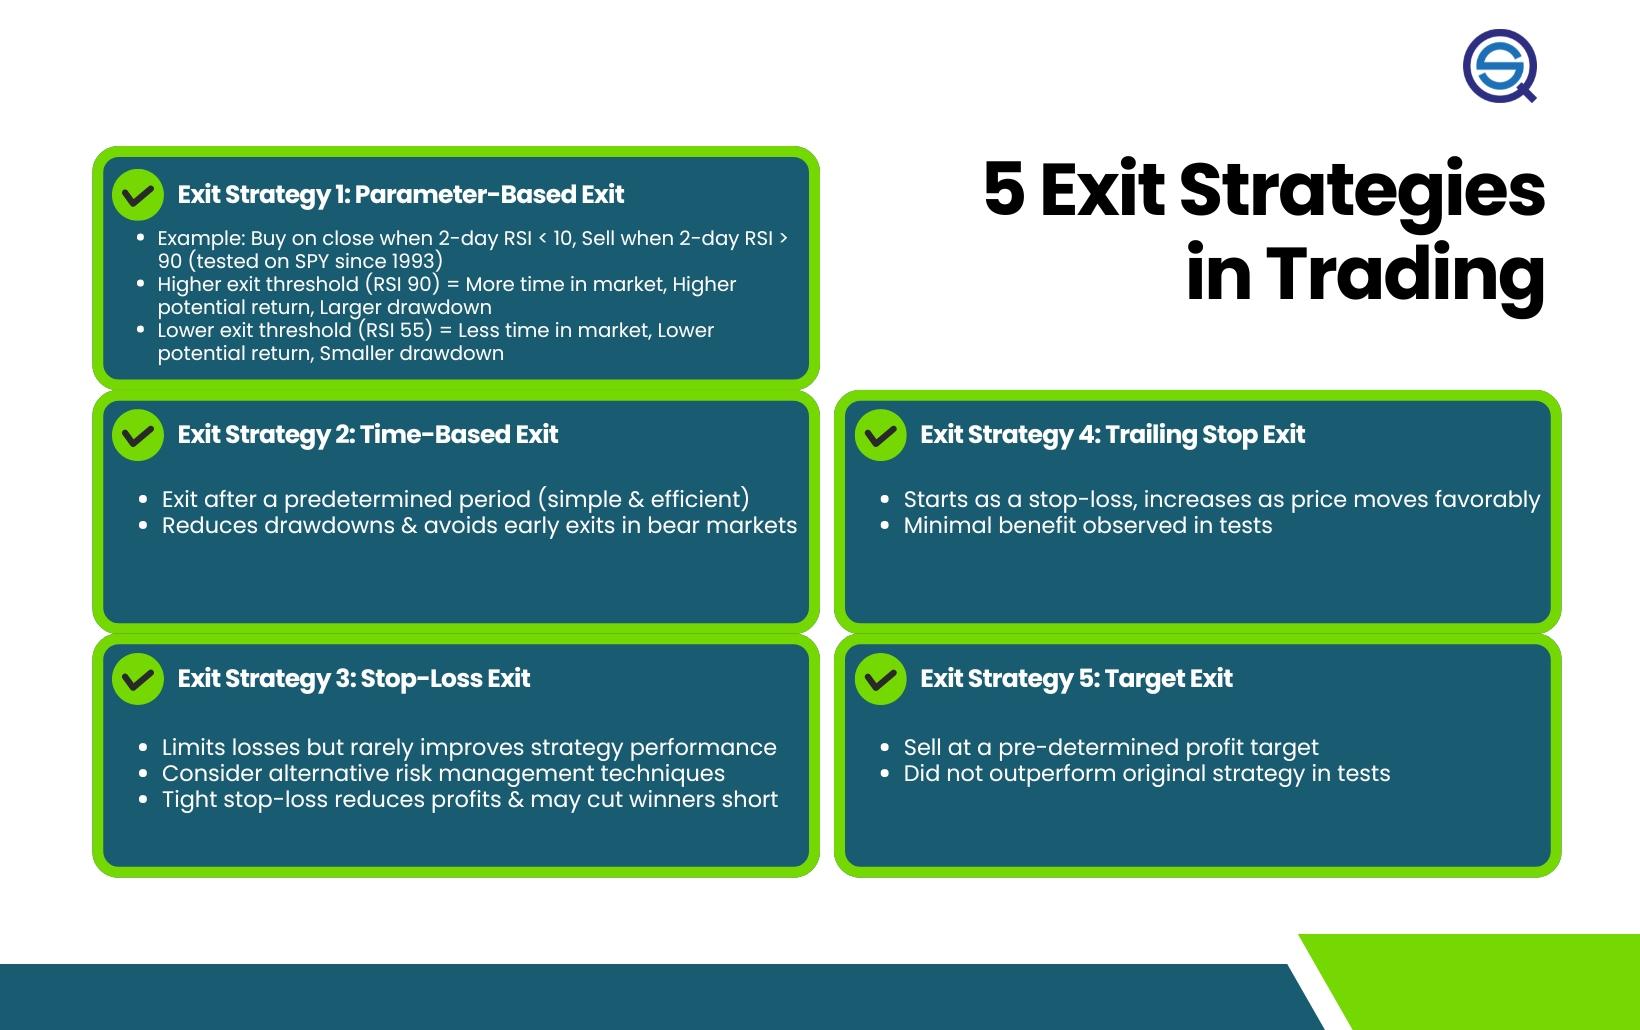 5 Exit Strategies
in Trading
Exit Strategy 1: Parameter-Based Exit
• Example: Buy on close when 2-day RSI < 10, Sell when 2-day RSI >
90 (tested on SPY since 1993)
• Higher exit threshold (RSI 90) = More time in market, Higher
potential return, Larger drawdown
• Lower exit threshold (RSI 55) = Less time in market, Lower
potential return, Smaller drawdown
Exit Strategy 2: Time-Based Exit
• Exit after a predetermined period (simple & efficient)
• Reduces drawdowns & avoids early exits in bear markets
Exit Strategy 3: Stop-Loss Exit
• Limits losses but rarely improves strategy performance
• Consider alternative risk management techniques
• Tight stop-loss reduces profits & may cut winners short
Exit Strategy 4: Trailing Stop Exit
• Starts as a stop-loss, increases as price moves favorably
• Minimal benefit observed in tests
Exit Strategy 5: Target Exit
• Sell at a pre-determined profit target
• Did not outperform original strategy in tests